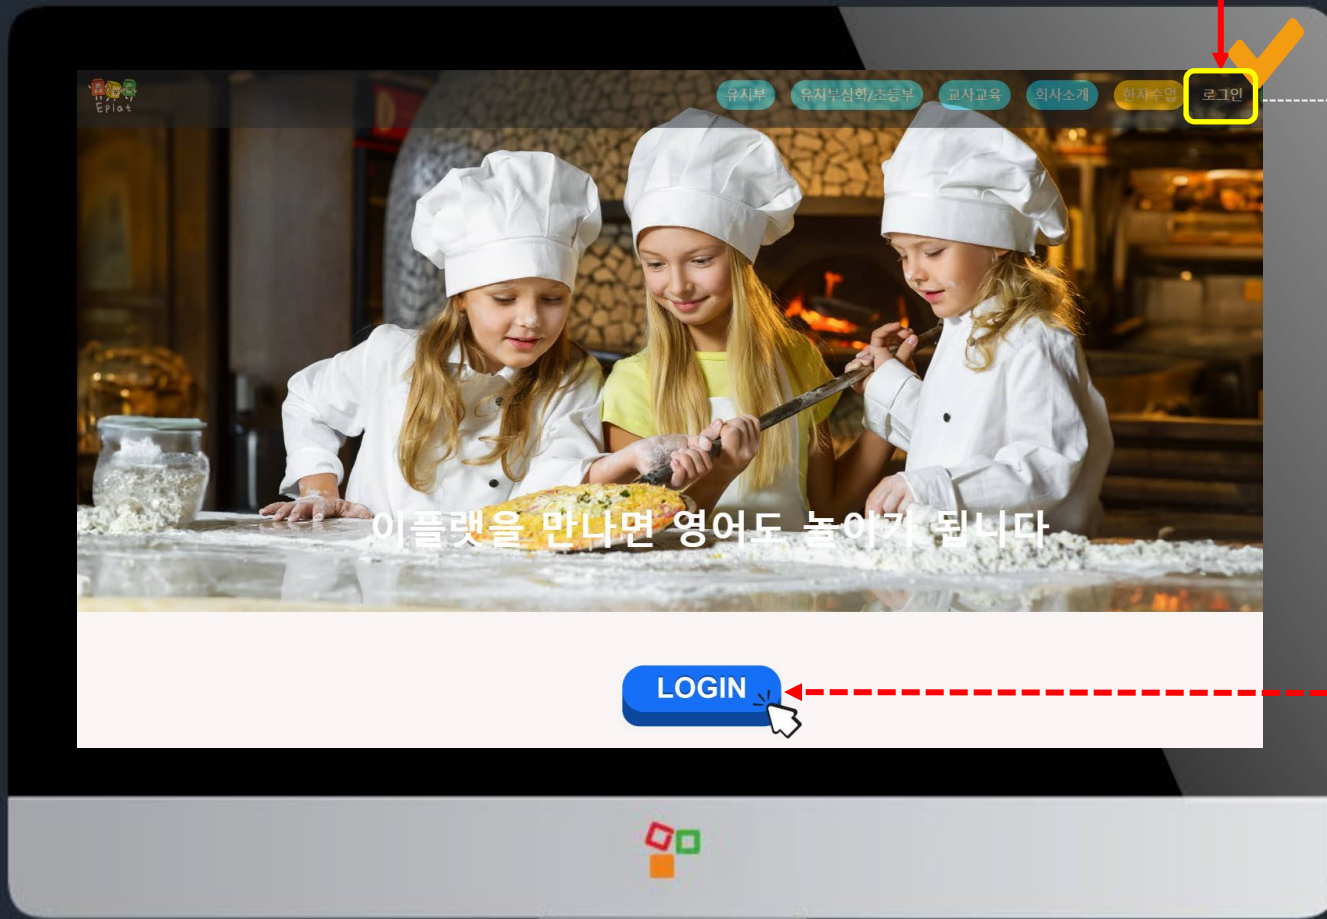 Eplat
유치부
유치부심화/초등부
교사교육
회사소개
한자수업
로그인
이플랫을 만나면 영어도 놀이가 됩니다
LOGIN